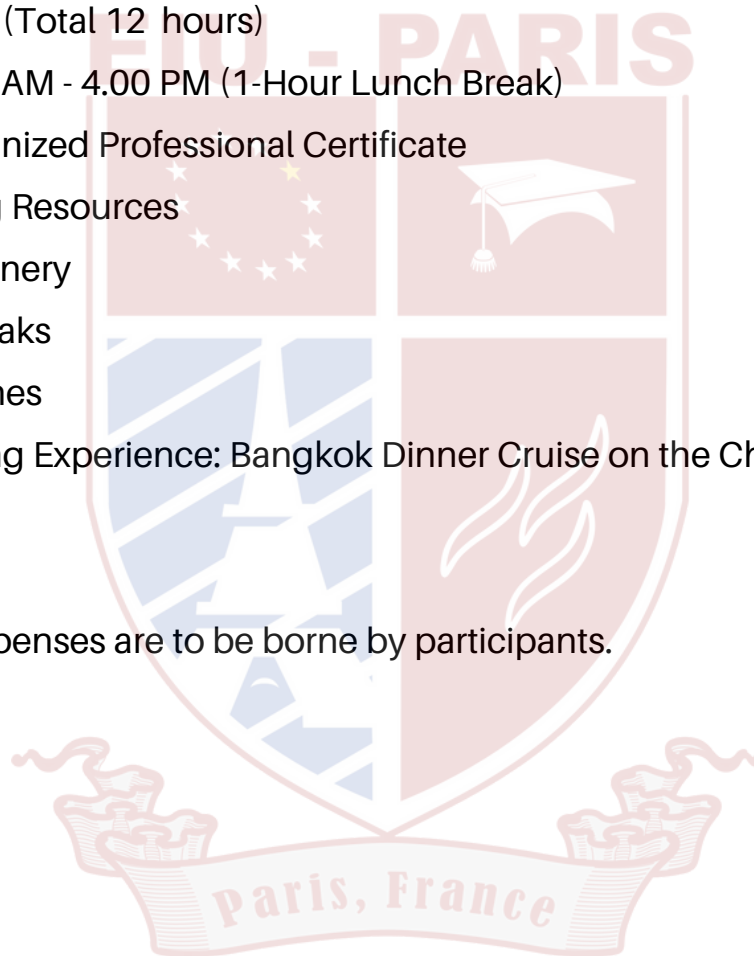 EIU - PARIS
(Total 12 hours)
AM - 4.00 PM (1-Hour Lunch Break)
nized Professional Certificate
Resources
nery
aks
nes
ng Experience: Bangkok Dinner Cruise on the Ch
penses are to be borne by participants.
Paris, France